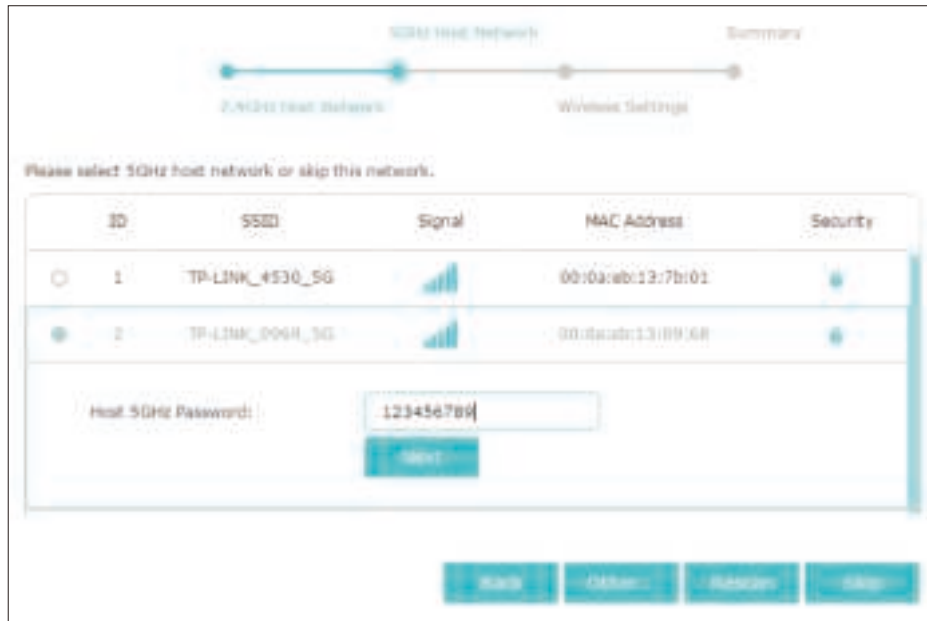 5GHz Host Network
Summary
2.4GHz Host Network
Wireless Settings
Please select 5GHz host network or skip this network.
ID SSID Signal MAC Address Security
1 TP-LINK_4530_5G 00:0a:eb:13:7b:01
2
Host 5GHz Password: 123456789
Next
Back Other... Rescan Skip